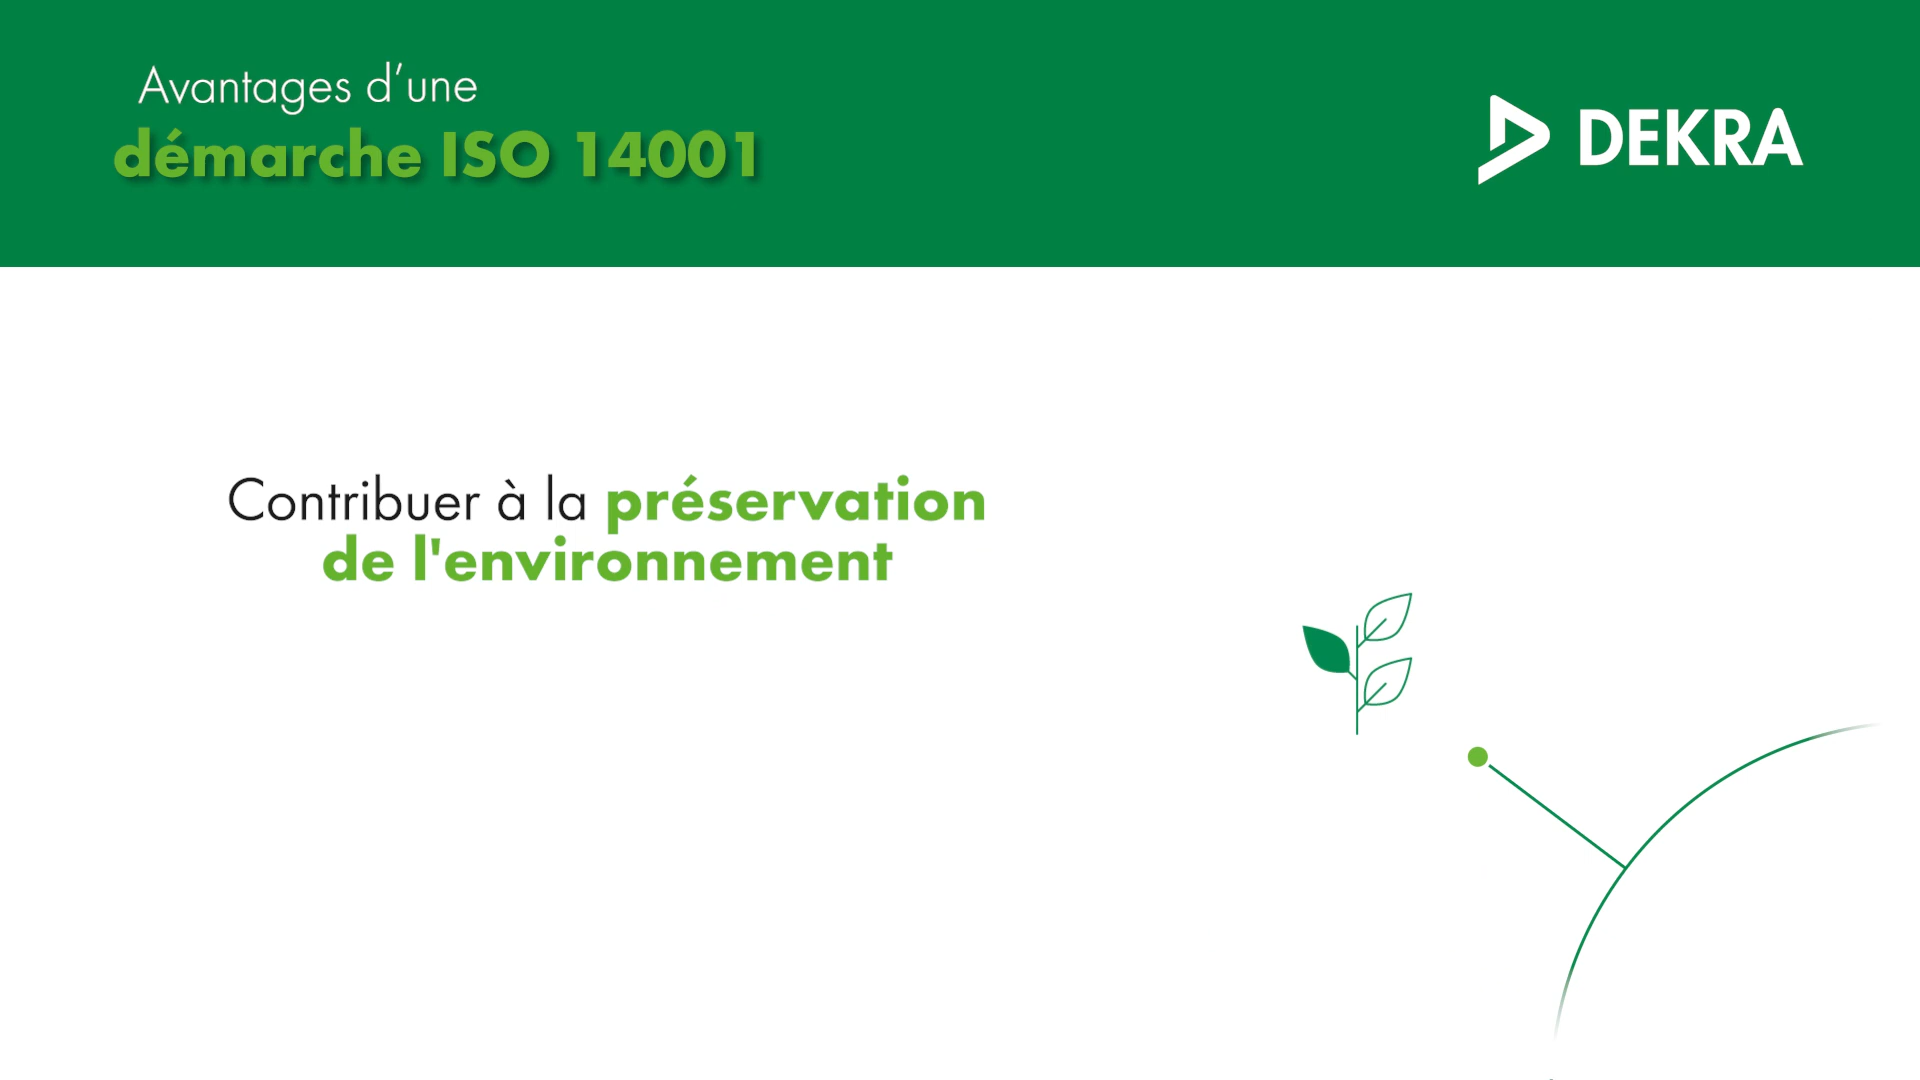 Avantages d’une
démarche ISO 14001
DEKRA
Contribuer à la préservation
de l'environnement